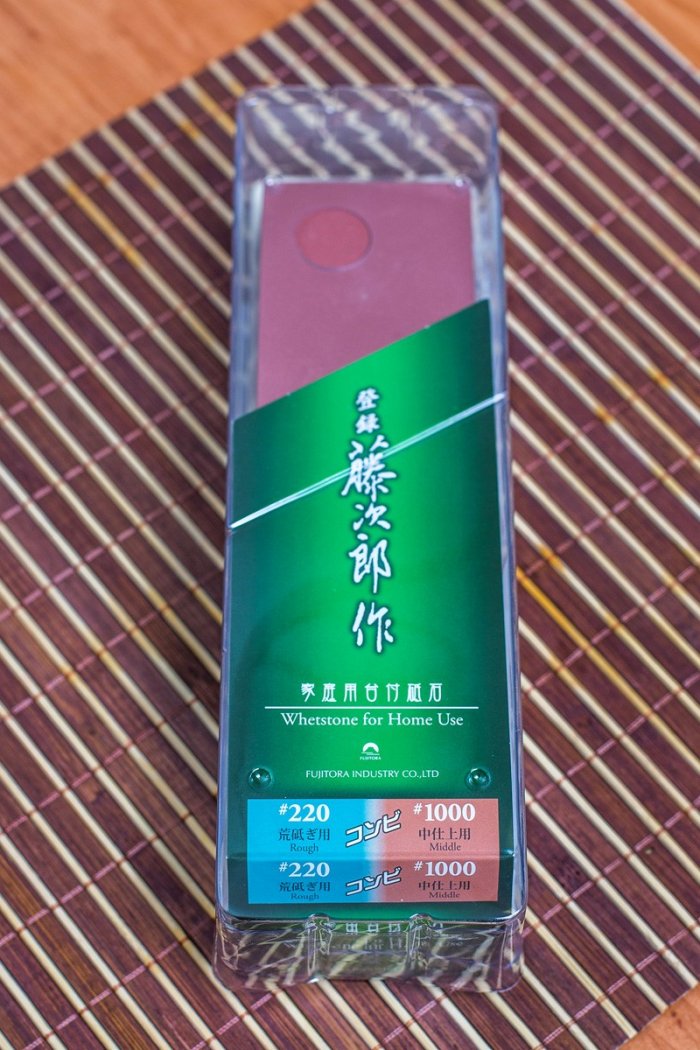 登録
藤次郎作
家庭用台付砥石
Whetstone for Home Use
FUJITORA
FUJITORA INDUSTRY CO.,LTD
#220 コンビ #1000
荒砥ぎ用 中仕上用
Rough Middle
#220 コンビ #1000
荒砥ぎ用 中仕上用
Rough Middle